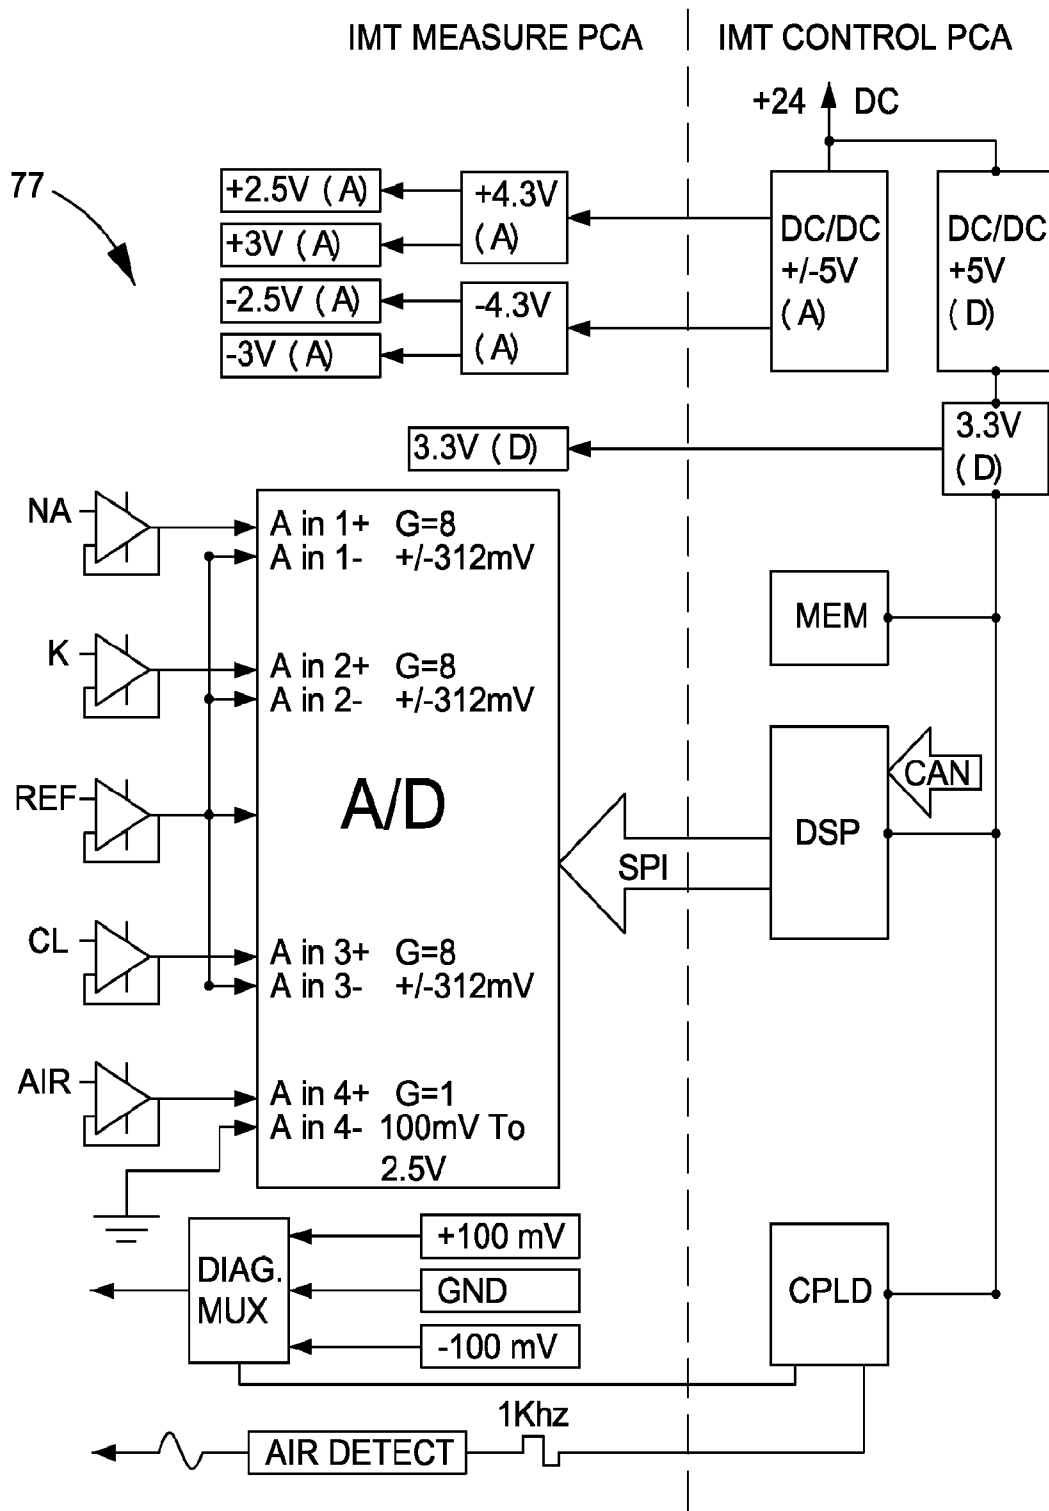 IMT MEASURE PCA
IMT CONTROL PCA
+24 DC
77
+2.5V (A)
+3V (A)
-2.5V (A)
-3V (A)
+4.3V
(A)
-4.3V
(A)
DC/DC
+/-5V
(A)
DC/DC
+5V
(D)
3.3V (D)
3.3V
(D)
NA
K
REF
CL
AIR
A in 1+ G=8
A in 1- +/-312mV
A in 2+ G=8
A in 2- +/-312mV
A/D
A in 3+ G=8
A in 3- +/-312mV
A in 4+ G=1
A in 4- 100mV To
2.5V
MEM
CAN
DSP
SPI
DIAG.
MUX
+100 mV
GND
-100 mV
CPLD
1Khz
AIR DETECT